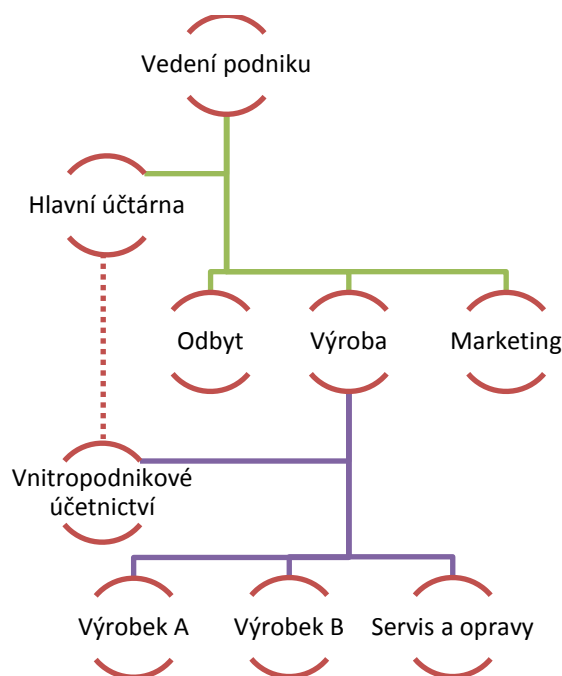 Vedení podniku
Hlavní účtárna
Odbyt
Výroba
Marketing
Vnitropodnikové
účetnictví
Výrobek A
Výrobek B
Servis a opravy